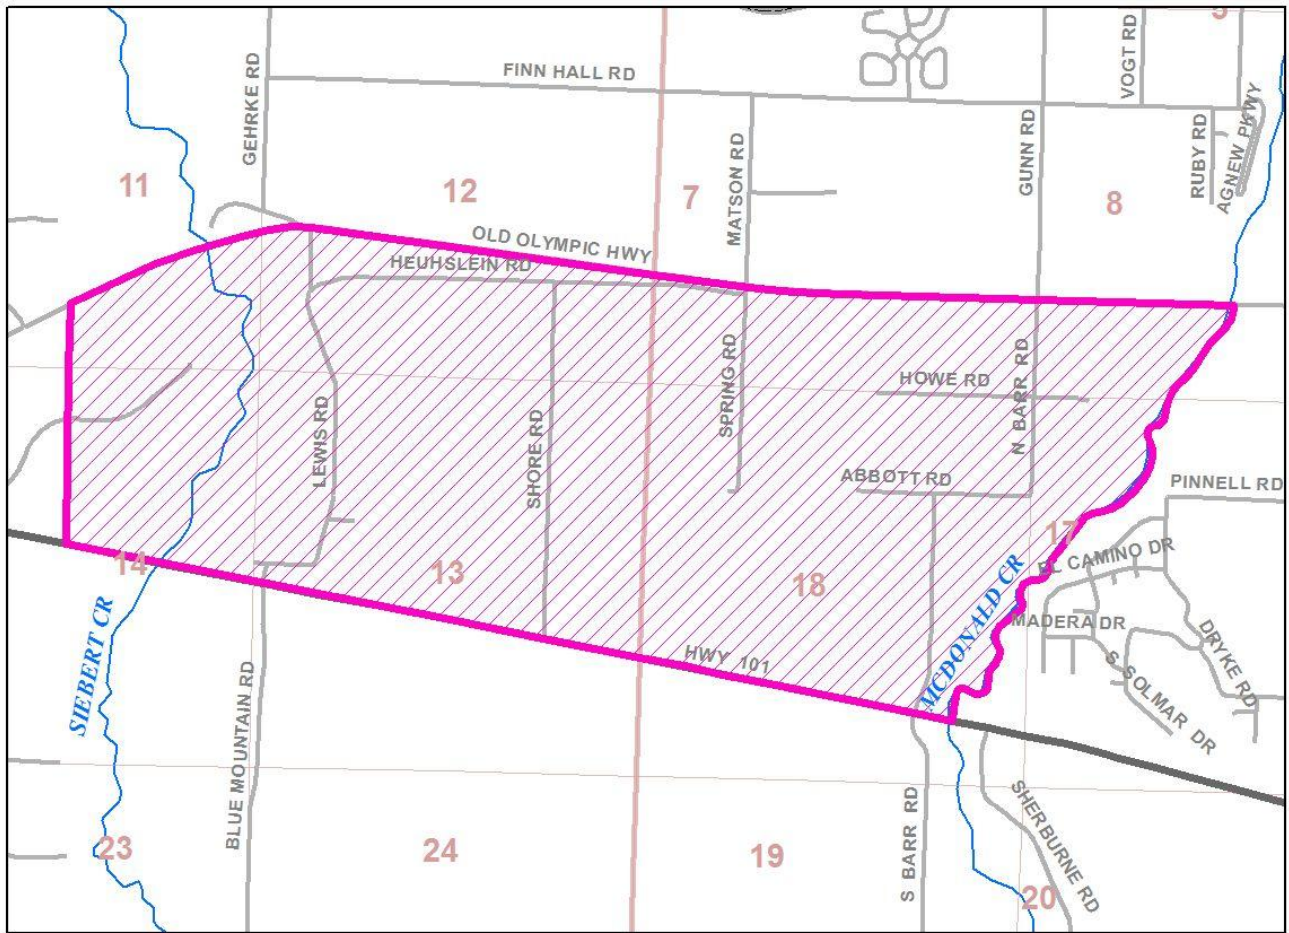 5
VOGT RD
GEHRKE RD
FINN HALL RD
AGNEW PKWY
RUBY RD
GUNN RD
MATSON RD
11
12
7
8
OLD OLYMPIC HWY
HEUHSLEIN RD
HOWE RD
N BARR RD
SPRING RD
LEWIS RD
SHORE RD
ABBOTT RD
PINNELL RD
17
14
13
18
EL CAMINO DR
MADERA DR
MCDONALD CR
SIEBERT CR
HWY 101
DRYKE RD
S SOLMAR DR
BLUE MOUNTAIN RD
S BARR RD
SHERBURNE RD
23
24
19
20